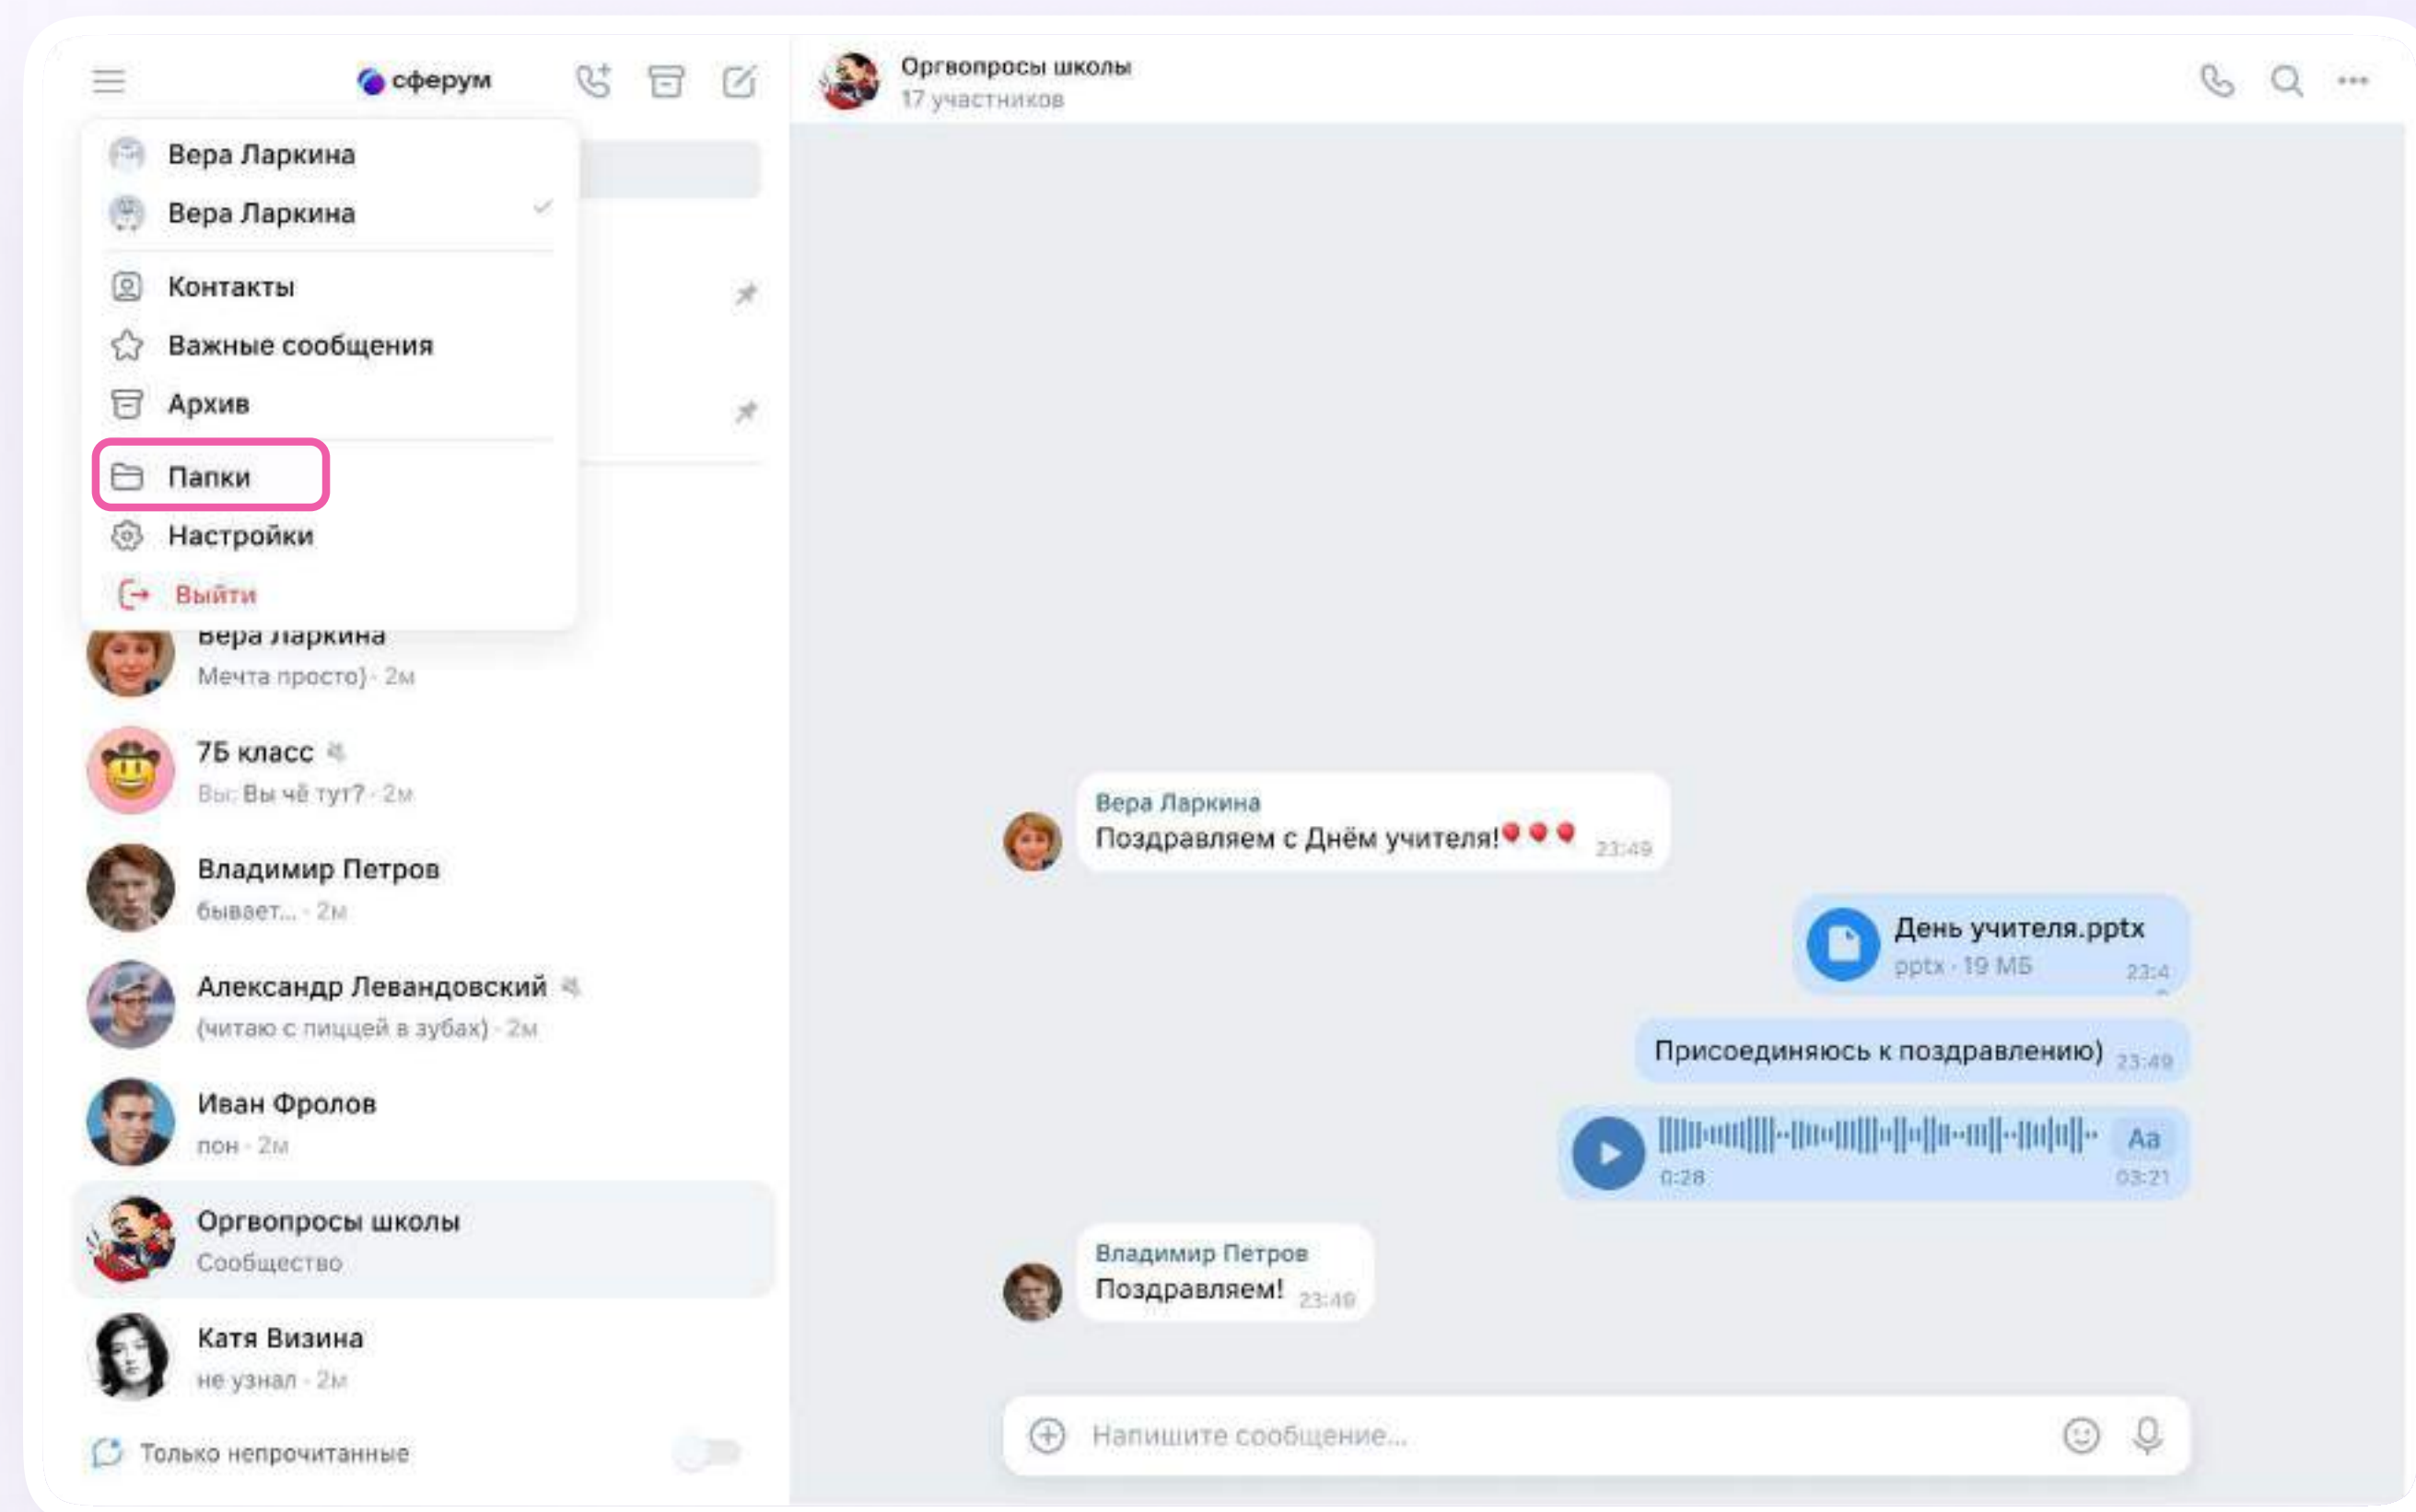 сферум
Вера Ларкина
Вера Ларкина
Контакты
Важные сообщения
Архив
Папки
Настройки
Выйти
Вера Ларкина
Мечта просто) · 2м
7Б класс
Вы: Вы чё тут? · 2м
Владимир Петров
бывает... · 2м
Александр Левандовский
(читаю с пиццей в зубах) · 2м
Иван Фролов
пон · 2м
Оргвопросы школы
Сообщество
Катя Визина
не узнал · 2м
Только непрочитанные
Оргвопросы школы
17 участников
Вера Ларкина
Поздравляем с Днём учителя! 23:49
День учителя.pptx
pptx · 19 МБ 23:4
Присоединяюсь к поздравлению) 23:49
Aa
0:28 03:21
Владимир Петров
Поздравляем! 23:49
Напишите сообщение...